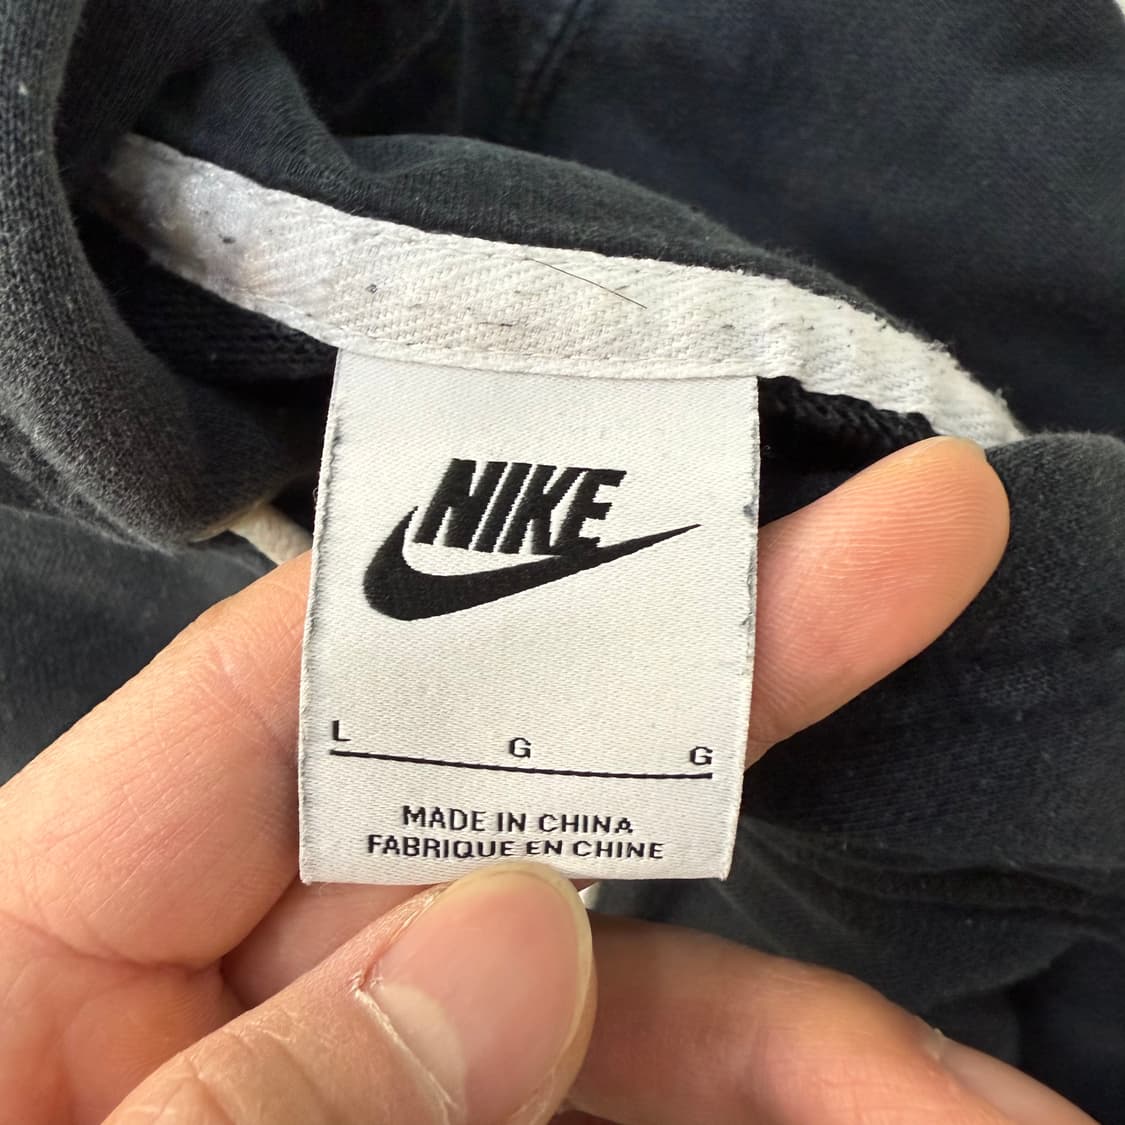 NIKE
L G G
MADE IN CHINA
FABRIQUE EN CHINE